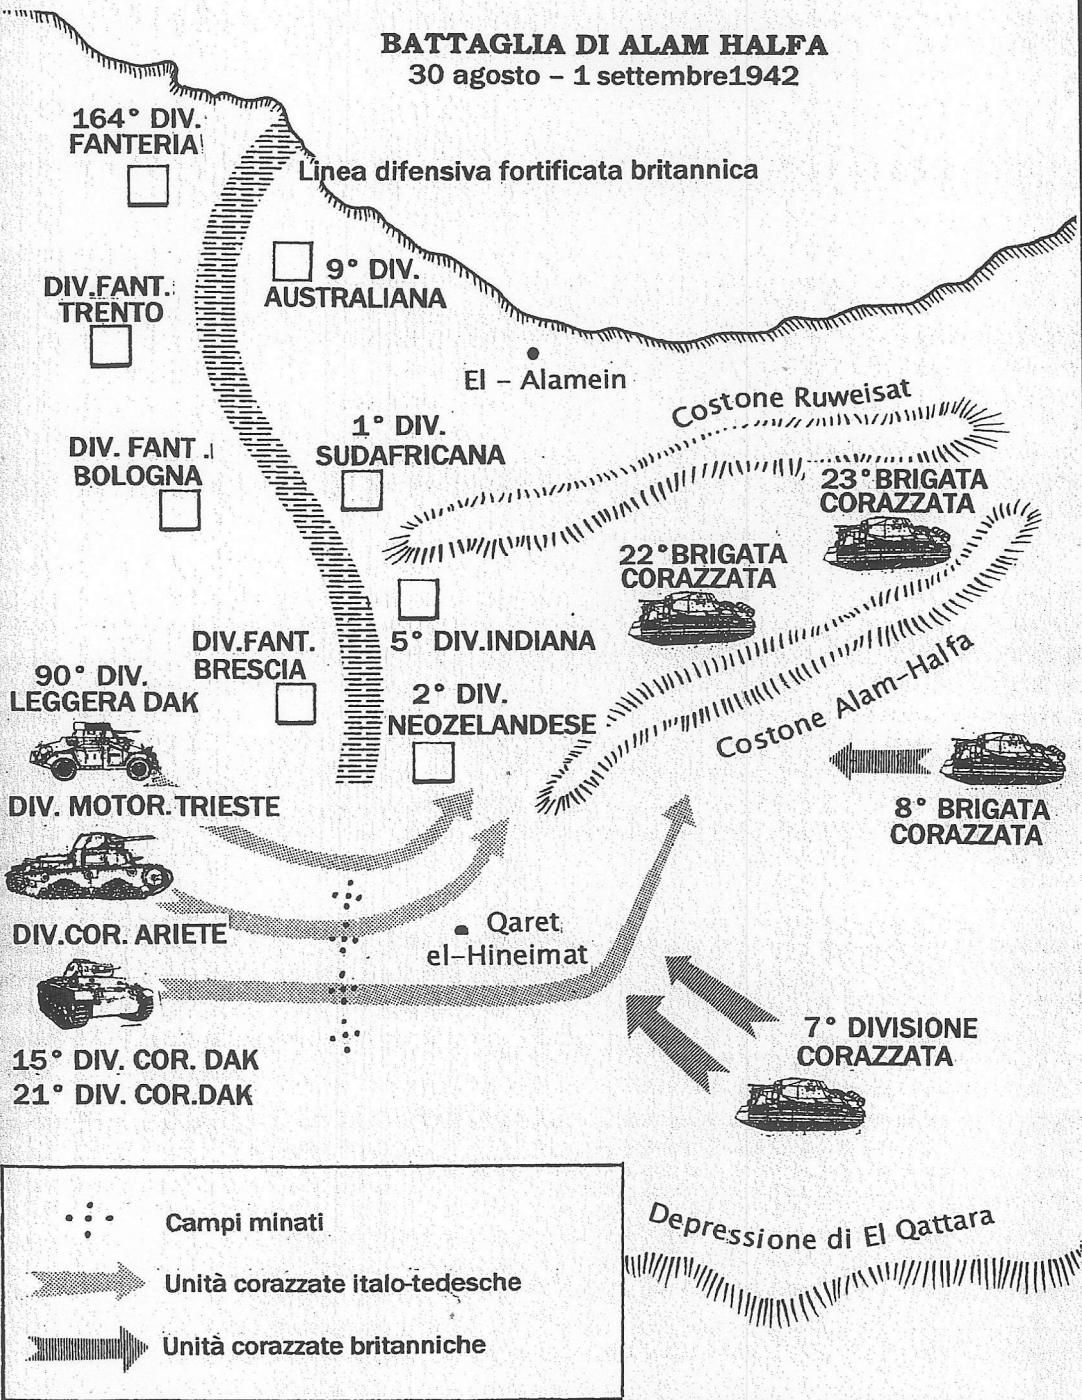 BATTAGLIA DI ALAM HALFA
30 agosto – 1 settembre1942
164° DIV.
FANTERIA
Linea difensiva fortificata britannica
9° DIV.
AUSTRALIANA
DIV.FANT.
TRENTO
El – Alamein
Costone Ruweisat
1° DIV.
SUDAFRICANA
DIV. FANT.
BOLOGNA
23° BRIGATA
CORAZZATA
22° BRIGATA
CORAZZATA
5° DIV.INDIANA
DIV.FANT.
BRESCIA
90° DIV.
LEGGERA DAK
2° DIV.
NEOZELANDESE
Costone Alam-Halfa
DIV. MOTOR.TRIESTE
8° BRIGATA
CORAZZATA
DIV.COR. ARIETE
Qaret
el-Hineimat
7° DIVISIONE
CORAZZATA
15° DIV. COR. DAK
21° DIV. COR.DAK
Depressione di El Qattara
Campi minati
Unità corazzate italo-tedesche
Unità corazzate britanniche